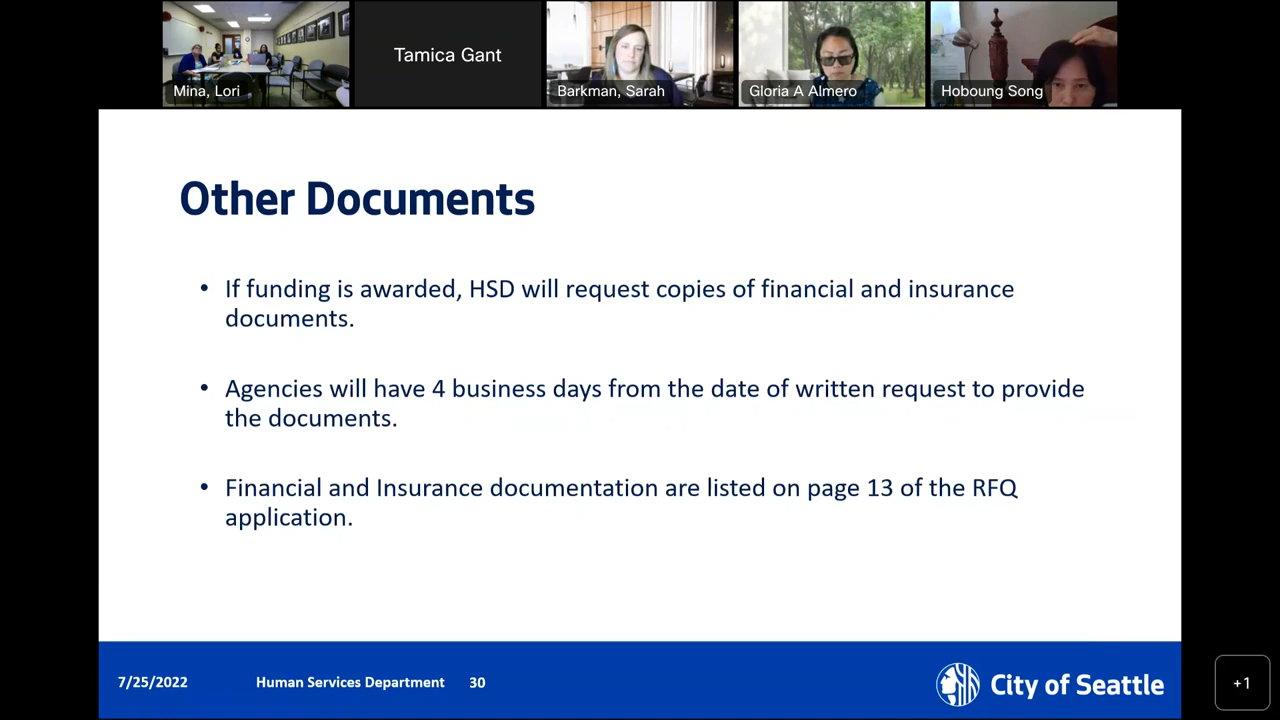 Mina, Lori
Tamica Gant
Barkman, Sarah
Gloria A Almero
Hoboung Song
Other Documents
• If funding is awarded, HSD will request copies of financial and insurance
documents.
• Agencies will have 4 business days from the date of written request to provide
the documents.
• Financial and Insurance documentation are listed on page 13 of the RFQ
application.
7/25/2022
Human Services Department
30
City of Seattle
+1